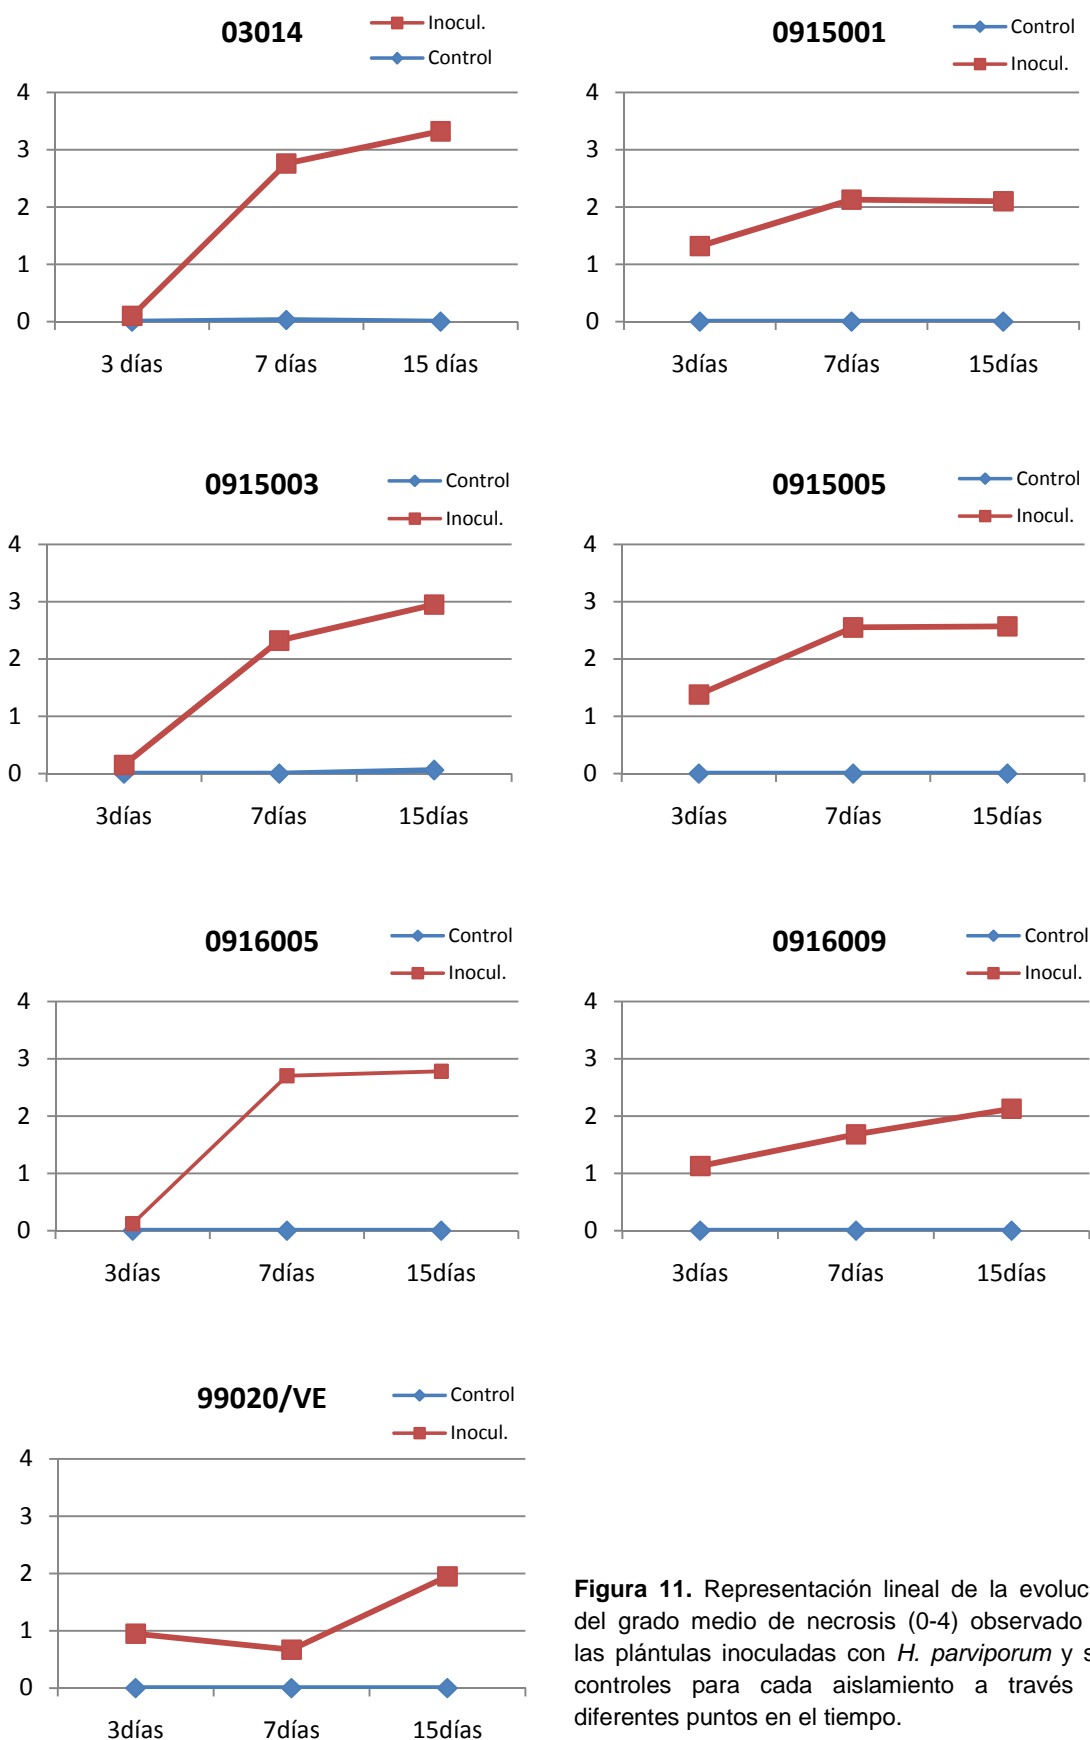 03014
Inocul.
Control
4
3
2
1
0
3 días 7 días 15 días
0915001
Control
Inocul.
4
3
2
1
0
3días 7días 15días
0915003
Control
Inocul.
4
3
2
1
0
3días 7días 15días
0915005
Control
Inocul.
4
3
2
1
0
3días 7días 15días
0916005
Control
Inocul.
4
3
2
1
0
3días 7días 15días
0916009
Control
Inocul.
4
3
2
1
0
3días 7días 15días
99020/VE
Control
Inocul.
4
3
2
1
0
3días 7días 15días
Figura 11. Representación lineal de la evoluc
del grado medio de necrosis (0-4) observado
las plántulas inoculadas con H. parviporum y s
controles para cada aislamiento a través
diferentes puntos en el tiempo.